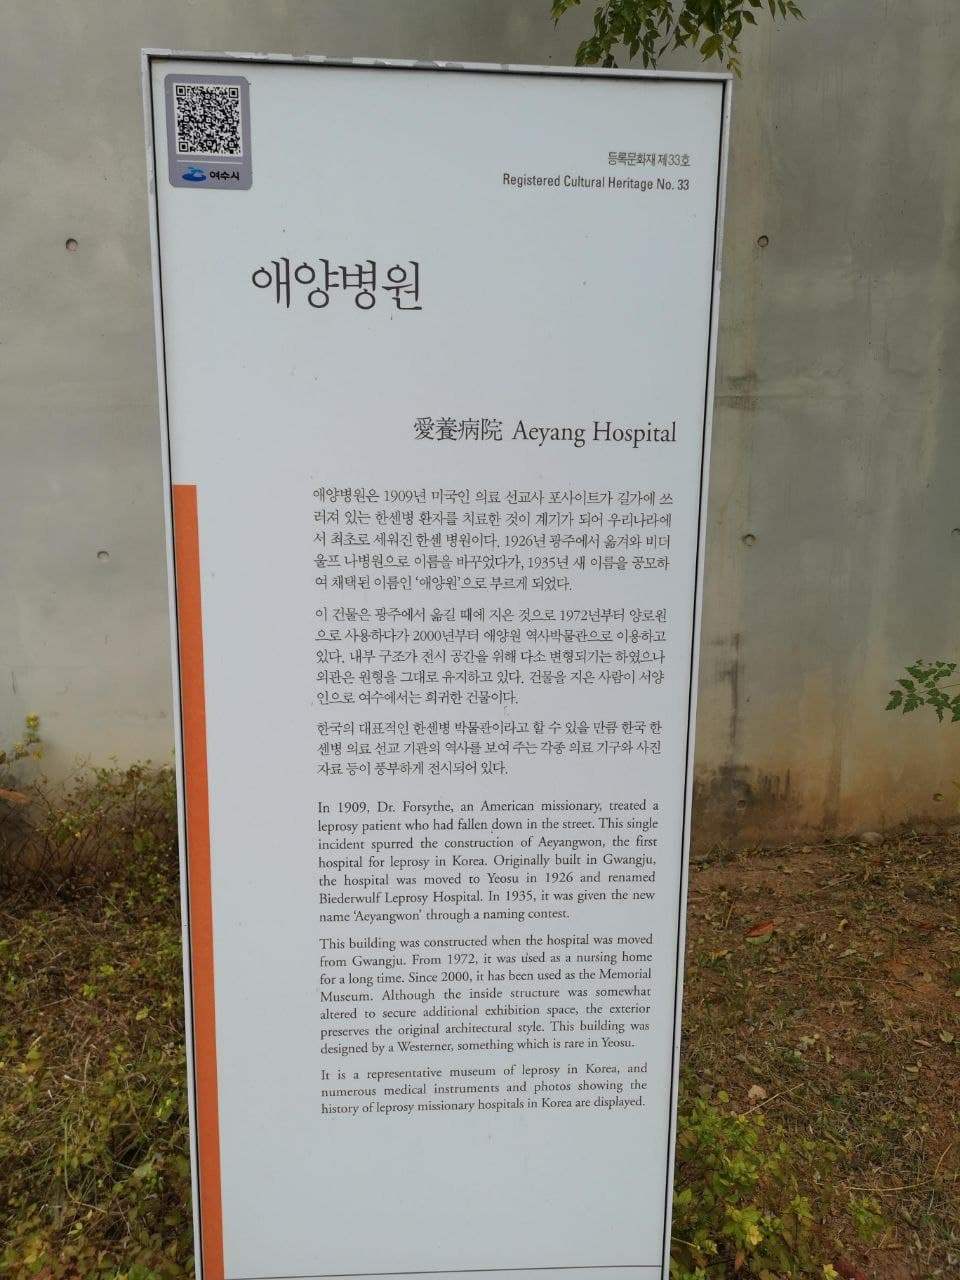 여수시
등록문화재 제33호
Registered Cultural Heritage No. 33
애양병원
愛養病院 Aeyang Hospital
애양병원은 1909년 미국인 의료 선교사 포사이트가 길가에 쓰
러져 있는 한센병 환자를 치료한 것이 계기가 되어 우리나라에
서 최초로 세워진 한센 병원이다. 1926년 광주에서 옮겨와 비더
울프 나병원으로 이름을 바꾸었다가, 1935년 새 이름을 공모하
여 채택된 이름인 ‘애양원’으로 부르게 되었다.
이 건물은 광주에서 옮길 때에 지은 것으로 1972년부터 양로원
으로 사용하다가 2000년부터 애양원 역사박물관으로 이용하고
있다. 내부 구조가 전시 공간을 위해 다소 변형되기는 하였으나
외관은 원형을 그대로 유지하고 있다. 건물을 지은 사람이 서양
인으로 여수에서는 희귀한 건물이다.
한국의 대표적인 한센병 박물관이라고 할 수 있을 만큼 한국 한
센병 의료 선교 기관의 역사를 보여 주는 각종 의료 기구와 사진
자료 등이 풍부하게 전시되어 있다.
In 1909, Dr. Forsythe, an American missionary, treated a
leprosy patient who had fallen down in the street. This single
incident spurred the construction of Aeyangwon, the first
hospital for leprosy in Korea. Originally built in Gwangju,
the hospital was moved to Yeosu in 1926 and renamed
Biederwulf Leprosy Hospital. In 1935, it was given the new
name ‘Aeyangwon’ through a naming contest.
This building was constructed when the hospital was moved
from Gwangju. From 1972, it was used as a nursing home
for a long time. Since 2000, it has been used as the Memorial
Museum. Although the inside structure was somewhat
altered to secure additional exhibition space, the exterior
preserves the original architectural style. This building was
designed by a Westerner, something which is rare in Yeosu.
It is a representative museum of leprosy in Korea, and
numerous medical instruments and photos showing the
history of leprosy missionary hospitals in Korea are displayed.